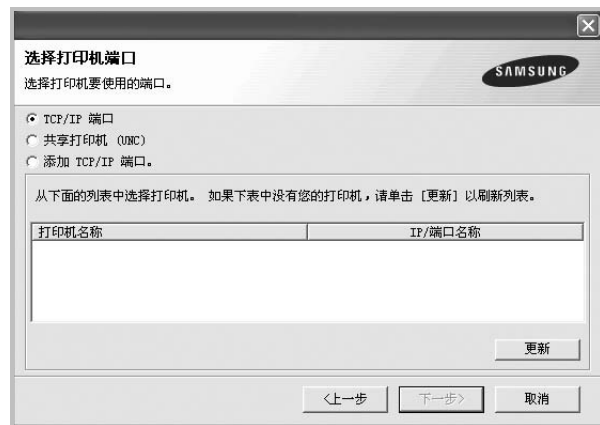 选择打印机端口
选择打印机要使用的端口。
SAMSUNG
TCP/IP 端口
共享打印机 (UNC)
添加 TCP/IP 端口。
从下面的列表中选择打印机。 如果下表中没有您的打印机，请单击 [更新] 以刷新列表。
打印机名称 IP/端口名称
更新
<上一步 下一步> 取消